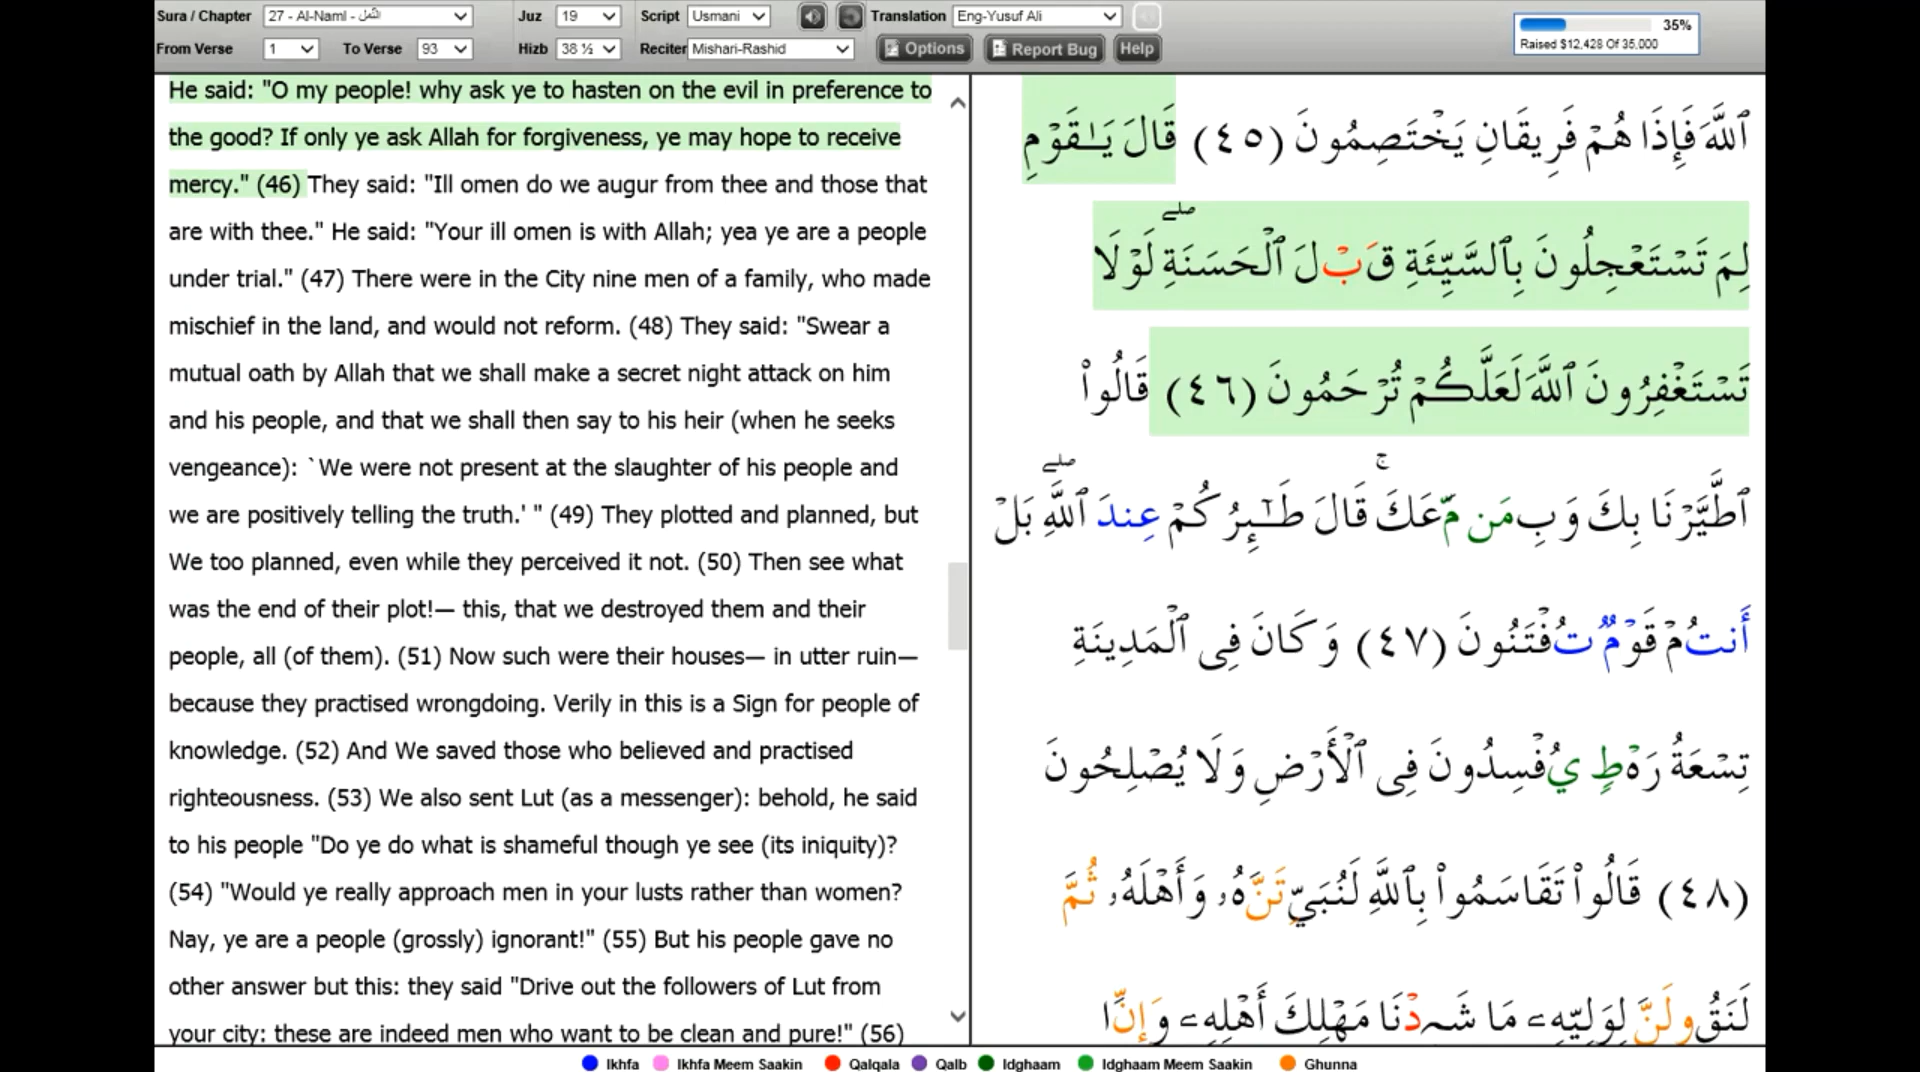 Sura / Chapter 27 - Al-Naml - النَّمل Juz 19 Script Usmani Translation Eng-Yusuf Ali
From Verse 1 To Verse 93 Hizb 38 ½ Reciter Mishari-Rashid Options Report Bug Help
35%
Raised $12,428 Of 35,000
He said: "O my people! why ask ye to hasten on the evil in preference to
the good? If only ye ask Allah for forgiveness, ye may hope to receive
mercy." (46) They said: "Ill omen do we augur from thee and those that
are with thee." He said: "Your ill omen is with Allah; yea ye are a people
under trial." (47) There were in the City nine men of a family, who made
mischief in the land, and would not reform. (48) They said: "Swear a
mutual oath by Allah that we shall make a secret night attack on him
and his people, and that we shall then say to his heir (when he seeks
vengeance): `We were not present at the slaughter of his people and
we are positively telling the truth.' " (49) They plotted and planned, but
We too planned, even while they perceived it not. (50) Then see what
was the end of their plot!— this, that we destroyed them and their
people, all (of them). (51) Now such were their houses— in utter ruin—
because they practised wrongdoing. Verily in this is a Sign for people of
knowledge. (52) And We saved those who believed and practised
righteousness. (53) We also sent Lut (as a messenger): behold, he said
to his people "Do ye do what is shameful though ye see (its iniquity)?
(54) "Would ye really approach men in your lusts rather than women?
Nay, ye are a people (grossly) ignorant!" (55) But his people gave no
other answer but this: they said "Drive out the followers of Lut from
your city: these are indeed men who want to be clean and pure!" (56)
ٱللَّهَ فَإِذَا هُمْ فَرِيقَانِ يَخْتَصِمُونَ (٤٥) قَالَ يَـٰقَوْمِ
لِمَ تَسْتَعْجِلُونَ بِٱلسَّيِّئَةِ قَبْلَ ٱلْحَسَنَةِ ۖ لَوْلَا
تَسْتَغْفِرُونَ ٱللَّهَ لَعَلَّكُمْ تُرْحَمُونَ (٤٦) قَالُوا۟
ٱطَّيَّرْنَا بِكَ وَبِمَن مَّعَكَ ۚ قَالَ طَـٰٓئِرُكُمْ عِندَ ٱللَّهِ ۖ بَلْ
أَنتُمْ قَوْمٌ تُفْتَنُونَ (٤٧) وَكَانَ فِى ٱلْمَدِينَةِ
تِسْعَةُ رَهْطٍ يُفْسِدُونَ فِى ٱلْأَرْضِ وَلَا يُصْلِحُونَ
(٤٨) قَالُوا۟ تَقَاسَمُوا۟ بِٱللَّهِ لَنُبَيِّتَنَّهُۥ وَأَهْلَهُۥ ثُمَّ
لَنَقُولَنَّ لِوَلِيِّهِۦ مَا شَهِدْنَا مَهْلِكَ أَهْلِهِۦ وَإِنَّا
Ikhfa Ikhfa Meem Saakin Qalqala Qalb Idghaam Idghaam Meem Saakin Ghunna